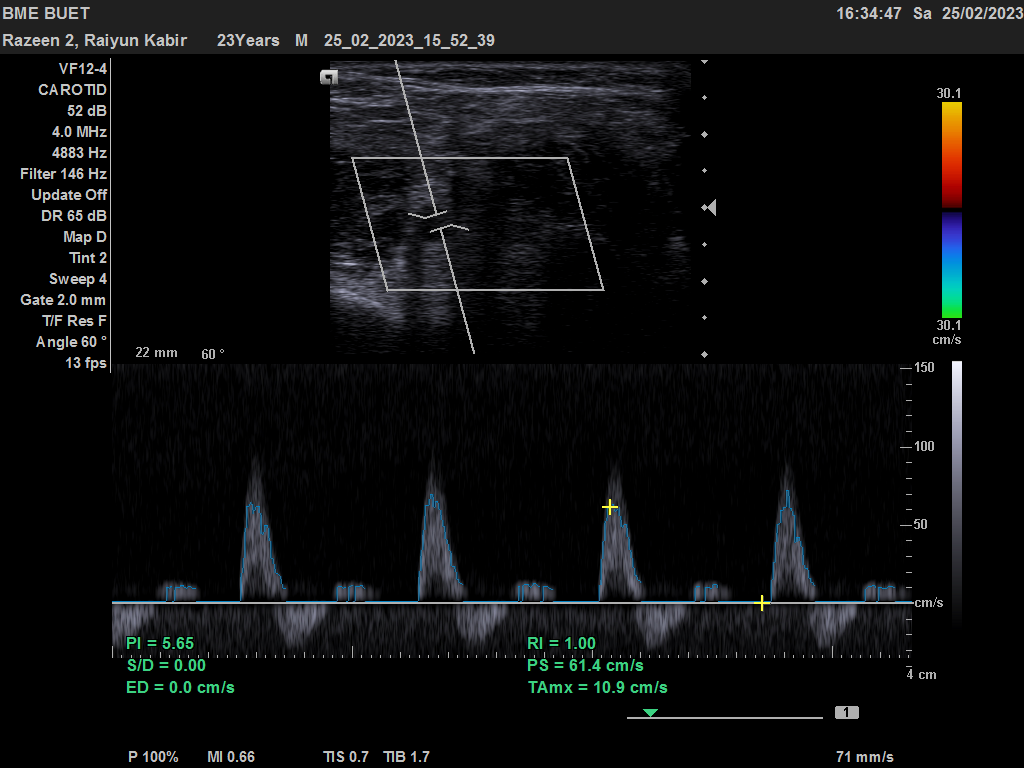 BME BUET 16:34:47 Sa 25/02/2023
Razeen 2, Raiyun Kabir 23Years M 25_02_2023_15_52_39
VF12-4
CAROTID
52 dB
4.0 MHz
4883 Hz
Filter 146 Hz
Update Off
DR 65 dB
Map D
Tint 2
Sweep 4
Gate 2.0 mm
T/F Res F
Angle 60 °
13 fps
22 mm 60 °
30.1
30.1
cm/s
150
100
50
cm/s
4 cm
PI = 5.65
S/D = 0.00
ED = 0.0 cm/s
RI = 1.00
PS = 61.4 cm/s
TAmx = 10.9 cm/s
1
P 100% MI 0.66 TIS 0.7 TIB 1.7 71 mm/s